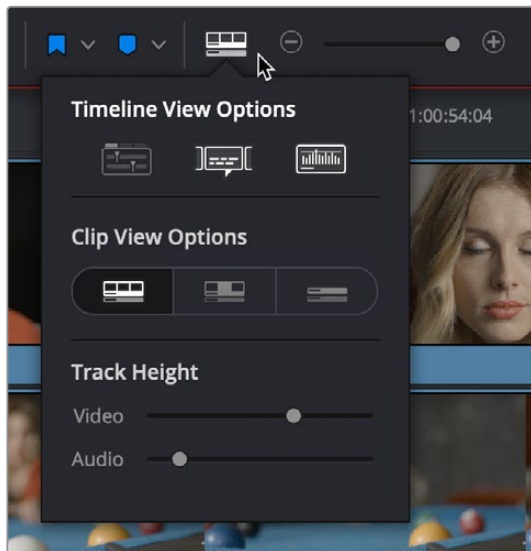 Timeline View Options
1:00:54:04
Clip View Options
Track Height
Video
Audio